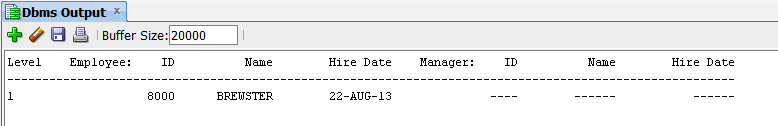 Dbms Output x
Buffer Size: 20000
Level Employee: ID Name Hire Date Manager: ID Name Hire Date
--------------------------------------------------------------------------------------------------------
1 8000 BREWSTER 22-AUG-13 ---- ------ ------